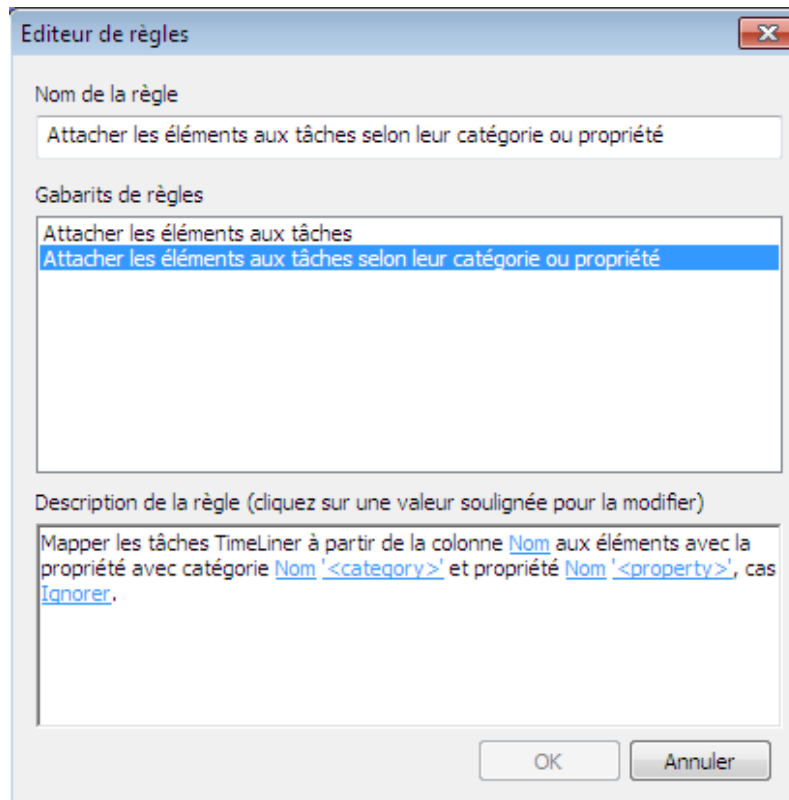 Editeur de règles
Nom de la règle
Attacher les éléments aux tâches selon leur catégorie ou propriété
Gabarits de règles
Attacher les éléments aux tâches
Attacher les éléments aux tâches selon leur catégorie ou propriété
Description de la règle (cliquez sur une valeur soulignée pour la modifier)
Mapper les tâches TimeLiner à partir de la colonne Nom aux éléments avec la
propriété avec catégorie Nom '<category>' et propriété Nom '<property>', cas
Ignorer.
OK
Annuler